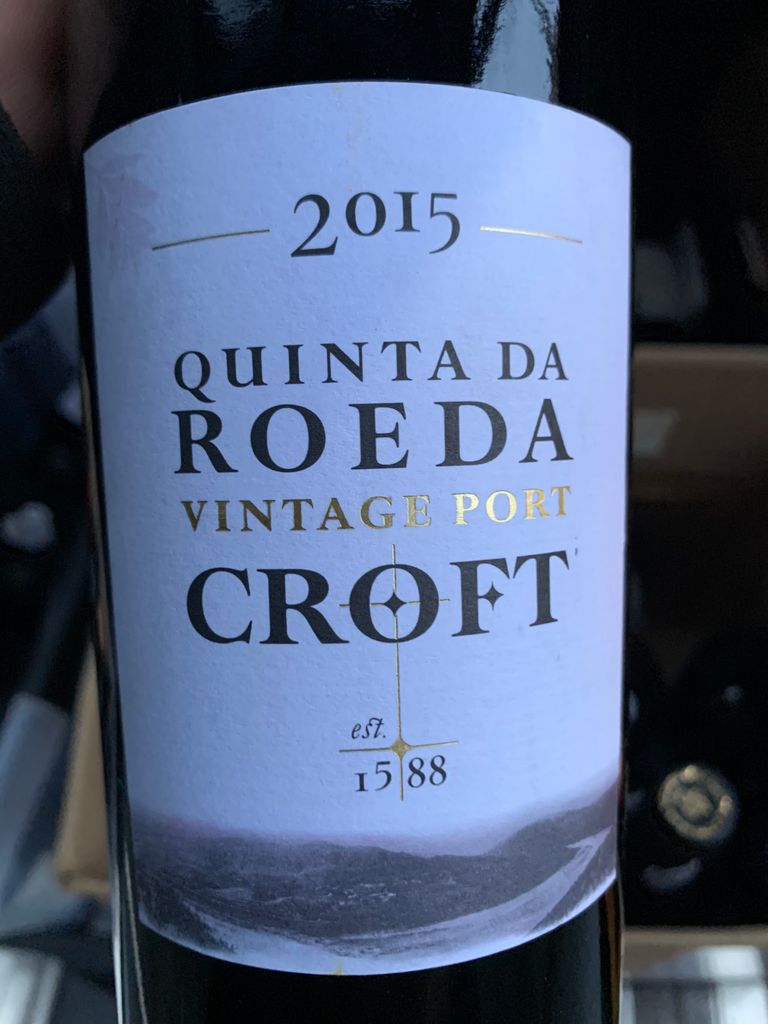 2015
QUINTA DA
ROEDA
VINTAGE PORT
CROFT
est.
1588